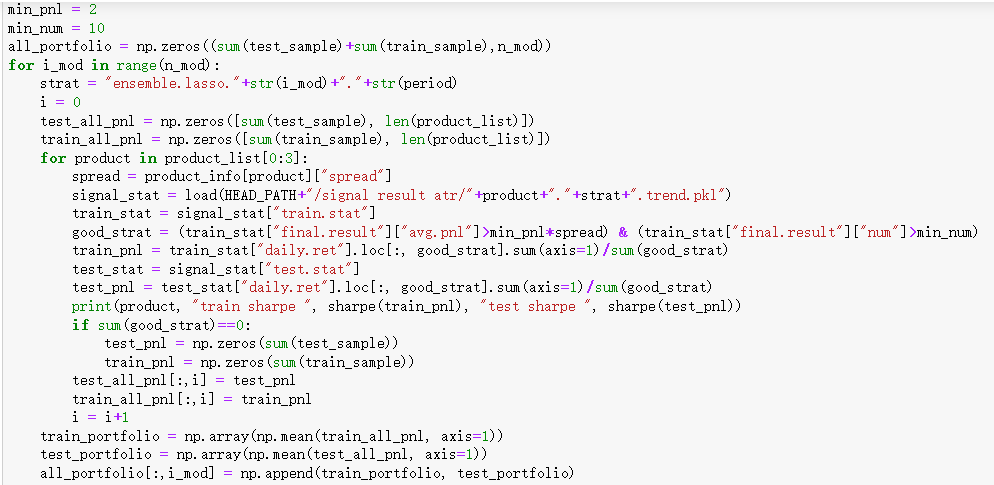 min_pnl = 2
min_num = 10
all_portfolio = np.zeros((sum(test_sample)+sum(train_sample),n_mod))
for i_mod in range(n_mod):
    strat = "ensemble.lasso."+str(i_mod)+"."+str(period)
    i = 0
    test_all_pnl = np.zeros([sum(test_sample), len(product_list)])
    train_all_pnl = np.zeros([sum(train_sample), len(product_list)])
    for product in product_list[0:3]:
        spread = product_info[product]["spread"]
        signal_stat = load(HEAD_PATH+"/signal result atr/"+product+"."+strat+".trend.pkl")
        train_stat = signal_stat["train.stat"]
        good_strat = (train_stat["final.result"]["avg.pnl"]>min_pnl*spread) & (train_stat["final.result"]["num"]>min_num)
        train_pnl = train_stat["daily.ret"].loc[:, good_strat].sum(axis=1)/sum(good_strat)
        test_stat = signal_stat["test.stat"]
        test_pnl = test_stat["daily.ret"].loc[:, good_strat].sum(axis=1)/sum(good_strat)
        print(product, "train sharpe ", sharpe(train_pnl), "test sharpe ", sharpe(test_pnl))
        if sum(good_strat)==0:
            test_pnl = np.zeros(sum(test_sample))
            train_pnl = np.zeros(sum(train_sample))
        test_all_pnl[:,i] = test_pnl
        train_all_pnl[:,i] = train_pnl
        i = i+1
    train_portfolio = np.array(np.mean(train_all_pnl, axis=1))
    test_portfolio = np.array(np.mean(test_all_pnl, axis=1))
    all_portfolio[:,i_mod] = np.append(train_portfolio, test_portfolio)